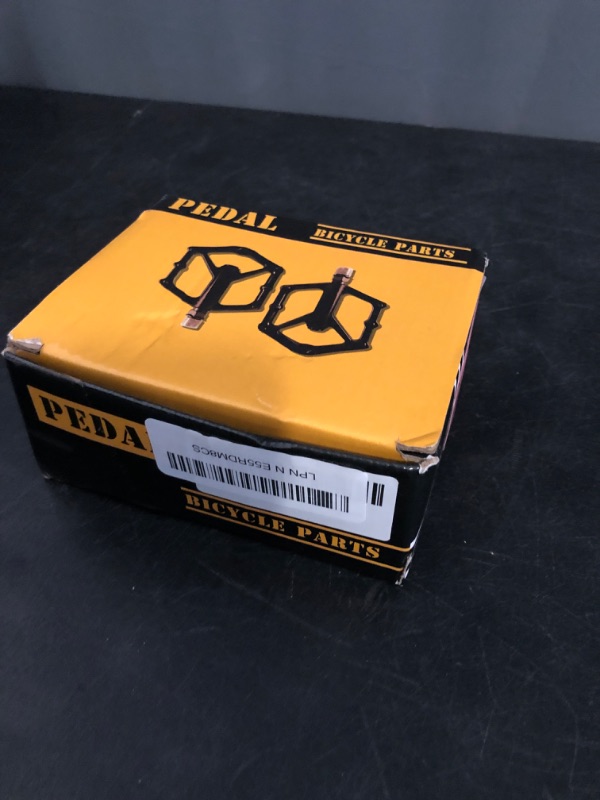 PEDAL
BICYCLE PARTS
PEDA
LPN N E55RDM8CS
BICYCLE PARTS